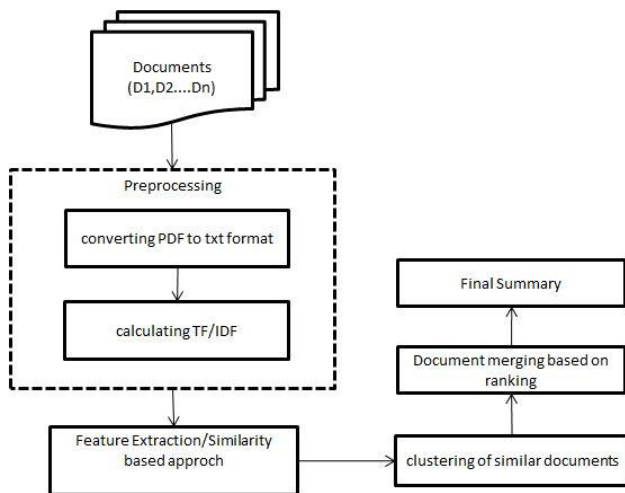 Documents
(D1,D2....Dn)
Preprocessing
converting PDF to txt format
calculating TF/IDF
Feature Extraction/Similarity
based approch
clustering of similar documents
Document merging based on
ranking
Final Summary